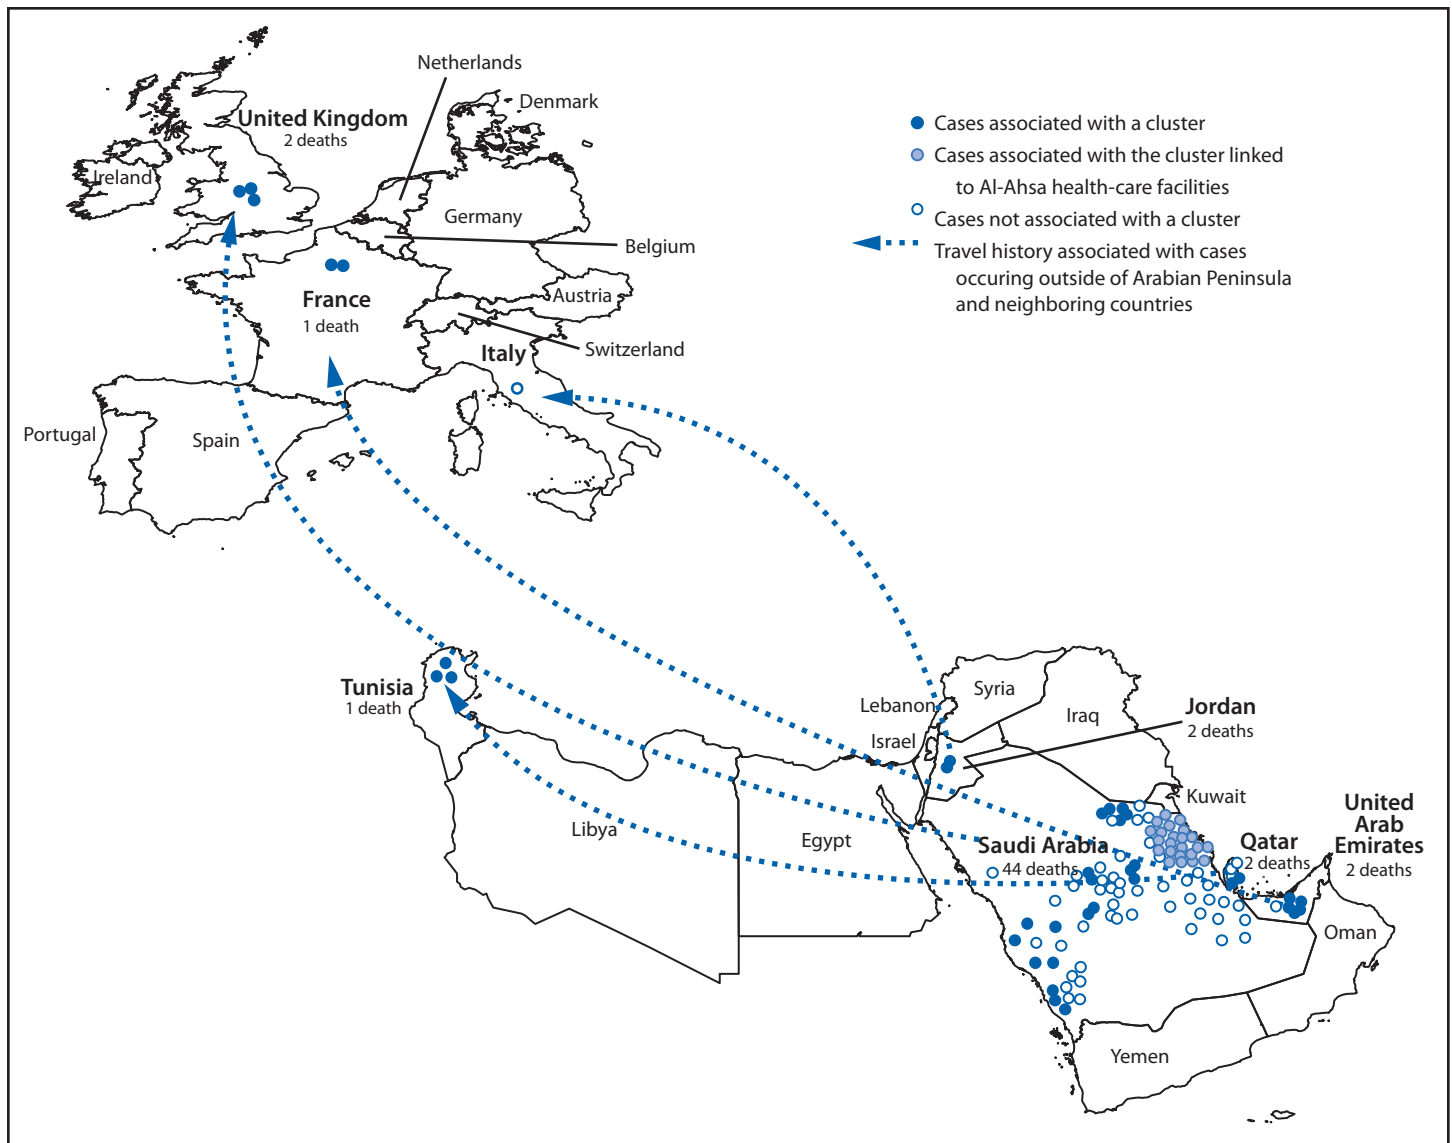 Netherlands
Denmark
United Kingdom
2 deaths
Ireland
Germany
Belgium
France
1 death
Austria
Switzerland
Italy
Portugal
Spain
Cases associated with a cluster
Cases associated with the cluster linked
to Al-Ahsa health-care facilities
Cases not associated with a cluster
Travel history associated with cases
occuring outside of Arabian Peninsula
and neighboring countries
Tunisia
1 death
Libya
Egypt
Lebanon
Israel
Syria
Iraq
Jordan
2 deaths
Kuwait
Saudi Arabia
44 deaths
Qatar
2 deaths
United
Arab
Emirates
2 deaths
Oman
Yemen